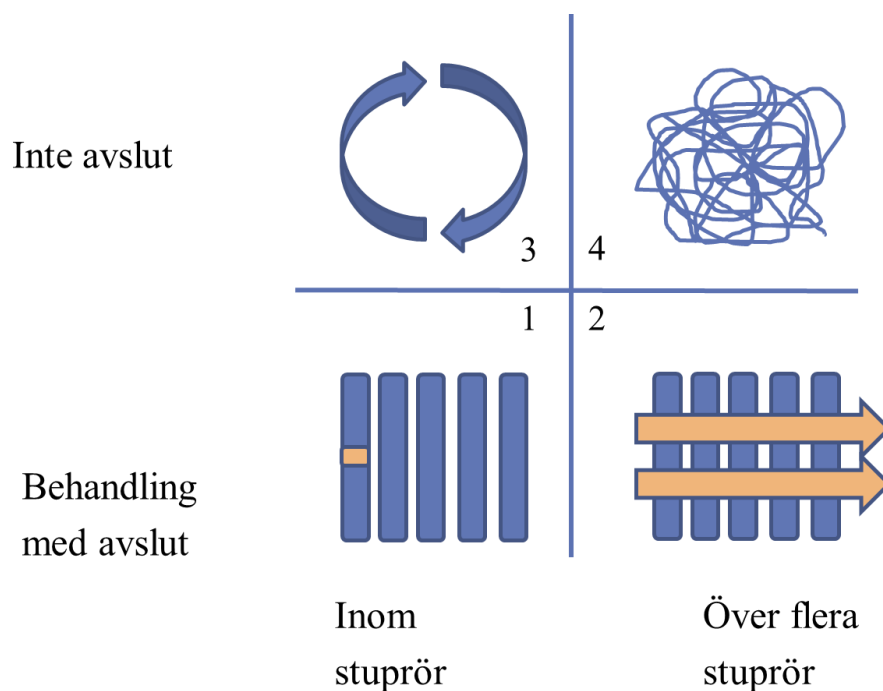 Inte avslut
3
4
1
2
Behandling
med avslut
Inom
stuprör
Över flera
stuprör